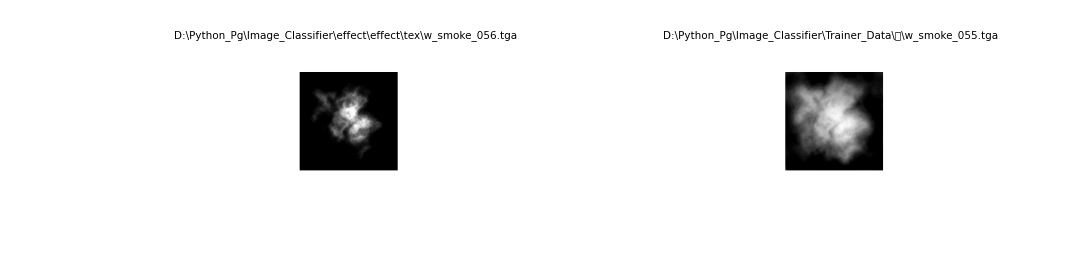 D:\Python_Pg\Image_Classifier\effect\effect\tex\w_smoke_056.tga
D:\Python_Pg\Image_Classifier\Trainer_Data\▯\w_smoke_055.tga